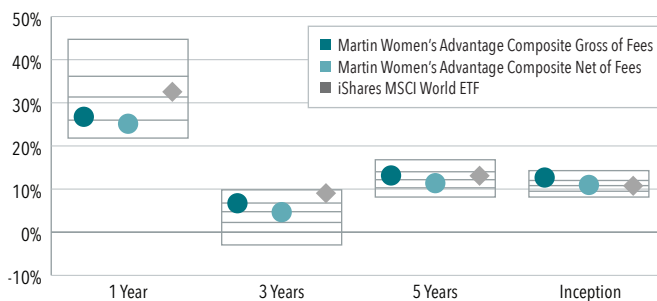 50%
40%
30%
20%
10%
0%
-10%
Martin Women’s Advantage Composite Gross of Fees
Martin Women’s Advantage Composite Net of Fees
iShares MSCI World ETF
1 Year 3 Years 5 Years Inception